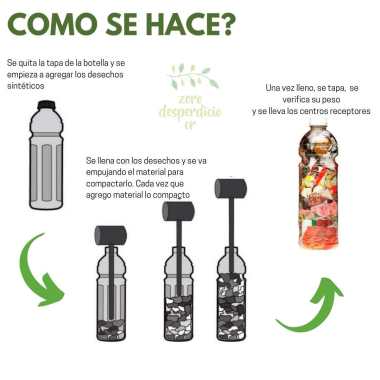 COMO SE HACE?
Se quita la tapa de la botella y se
empieza a agregar los desechos
sintéticos
zero
desperdicio
cr
Una vez lleno, se tapa, se
verifica su peso
y se lleva los centros receptores
Se llena con los desechos y se va
empujando el material para
compactarlo. Cada vez que
agrego material lo compacto